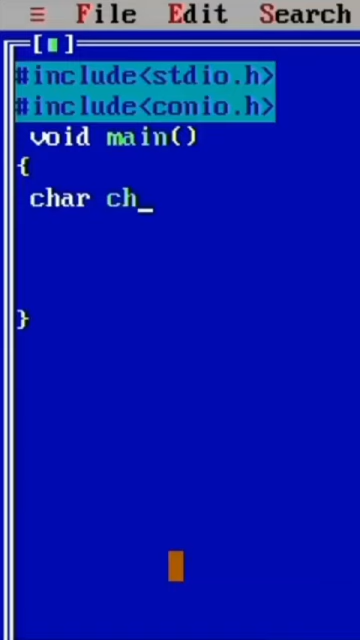 ≡ File Edit Search
[▮]
#include<stdio.h>
#include<conio.h>
void main()
{
char ch_
}